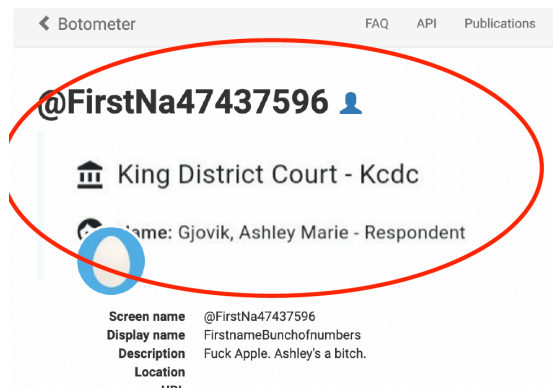 Botometer FAQ API Publications
@FirstNa47437596
King District Court - Kcdc
ame: Gjovik, Ashley Marie - Respondent
Screen name @FirstNa47437596
Display name FirstnameBunchofnumbers
Description Fuck Apple. Ashley's a bitch.
Location